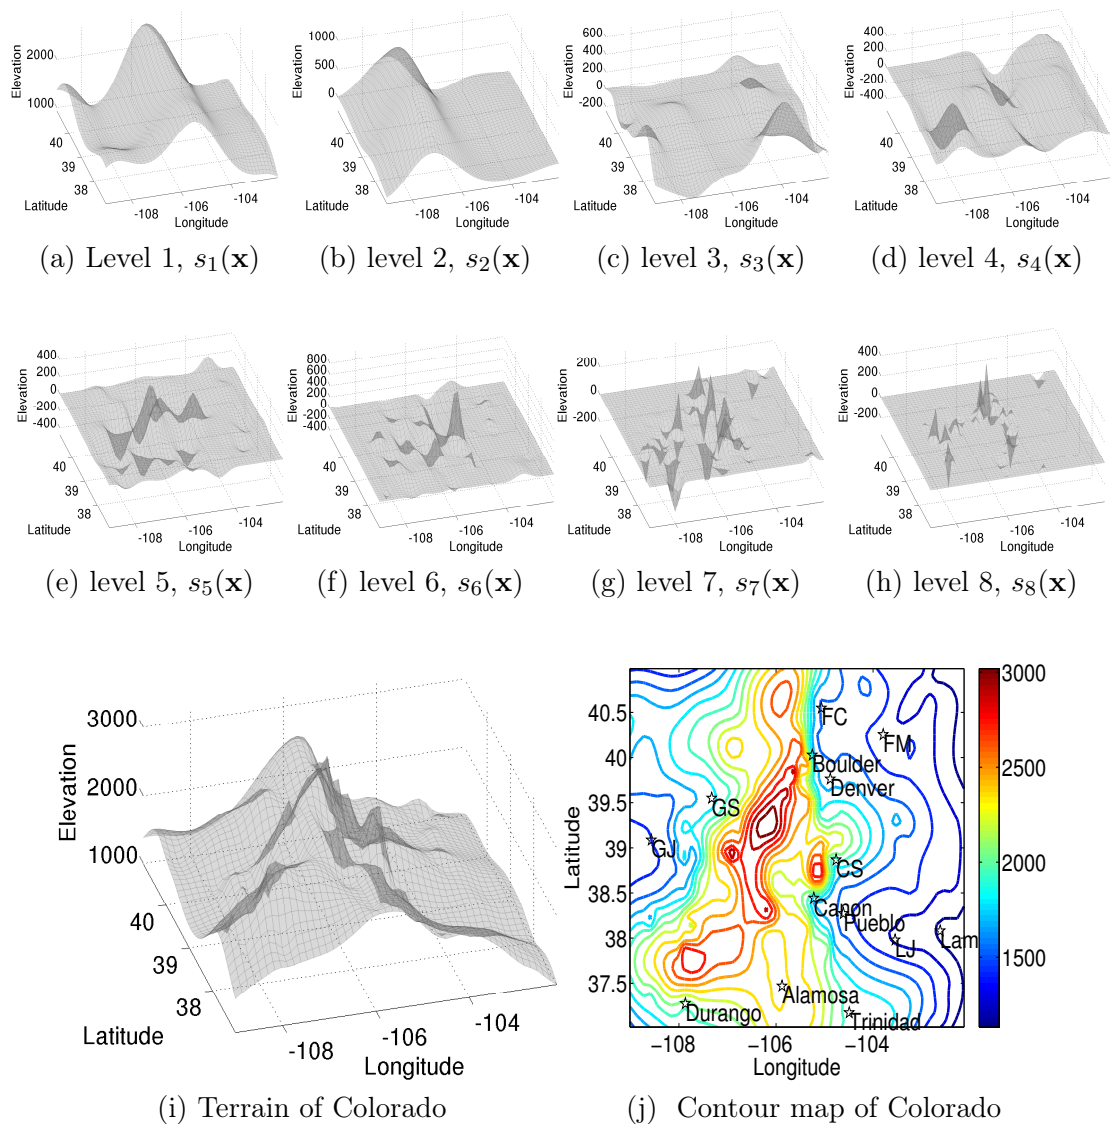 Elevation
2000
1000
40
39
38
Latitude
-108
-106
-104
Longitude
(a) Level 1, s₁(x)
Elevation
1000
500
0
40
39
38
Latitude
-108
-106
-104
Longitude
(b) level 2, s₂(x)
Elevation
600
400
200
0
-200
40
39
38
Latitude
-108
-106
-104
Longitude
(c) level 3, s₃(x)
Elevation
400
200
0
-200
-400
40
39
38
Latitude
-108
-106
-104
Longitude
(d) level 4, s₄(x)
Elevation
400
200
0
-200
-400
40
39
38
Latitude
-108
-106
-104
Longitude
(e) level 5, s₅(x)
Elevation
800
600
400
200
0
-200
-400
40
39
38
Latitude
-108
-106
-104
Longitude
(f) level 6, s₆(x)
Elevation
200
0
-200
40
39
38
Latitude
-108
-106
-104
Longitude
(g) level 7, s₇(x)
Elevation
400
200
0
-200
40
39
38
Latitude
-108
-106
-104
Longitude
(h) level 8, s₈(x)
Elevation
3000
2000
1000
40
39
38
Latitude
-108
-106
-104
Longitude
(i) Terrain of Colorado
Latitude
40.5
40
39.5
39
38.5
38
37.5
−108
−106
−104
Longitude
FC
FM
Boulder
Denver
GS
GJ
CS
Canon
Pueblo
LJ
Lam
Alamosa
Durango
Trinidad
3000
2500
2000
1500
(j) Contour map of Colorado